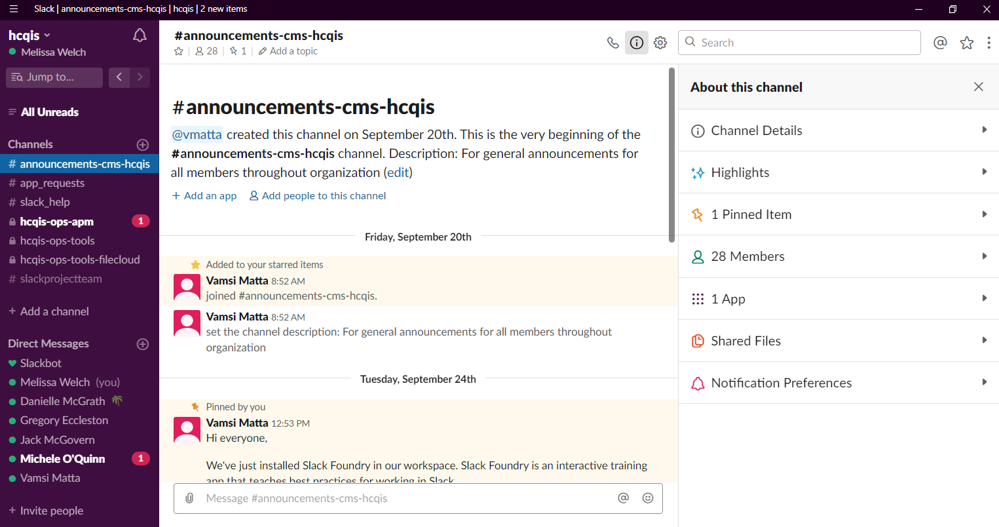 Slack | announcements-cms-hcqis | hcqis | 2 new items
hcqis
Melissa Welch
Jump to...
All Unreads
Channels
# announcements-cms-hcqis
# app_requests
# slack_help
hcqis-ops-apm 1
hcqis-ops-tools
hcqis-ops-tools-filecloud
# slackprojectteam
+ Add a channel
Direct Messages
Slackbot
Melissa Welch (you)
Danielle McGrath
Gregory Eccleston
Jack McGovern
Michele O'Quinn 1
Vamsi Matta
+ Invite people
#announcements-cms-hcqis
28 | 1 | Add a topic
Search
#announcements-cms-hcqis
@vmatta created this channel on September 20th. This is the very beginning of the
#announcements-cms-hcqis channel. Description: For general announcements for
all members throughout organization (edit)
+ Add an app Add people to this channel
Friday, September 20th
Added to your starred items
Vamsi Matta 8:52 AM
joined #announcements-cms-hcqis.
Vamsi Matta 8:52 AM
set the channel description: For general announcements for all members throughout
organization
Tuesday, September 24th
Pinned by you
Vamsi Matta 12:53 PM
Hi everyone,
We've just installed Slack Foundry in our workspace. Slack Foundry is an interactive training
app that teaches best practices for working in Slack.
Message #announcements-cms-hcqis
About this channel
Channel Details
Highlights
1 Pinned Item
28 Members
1 App
Shared Files
Notification Preferences